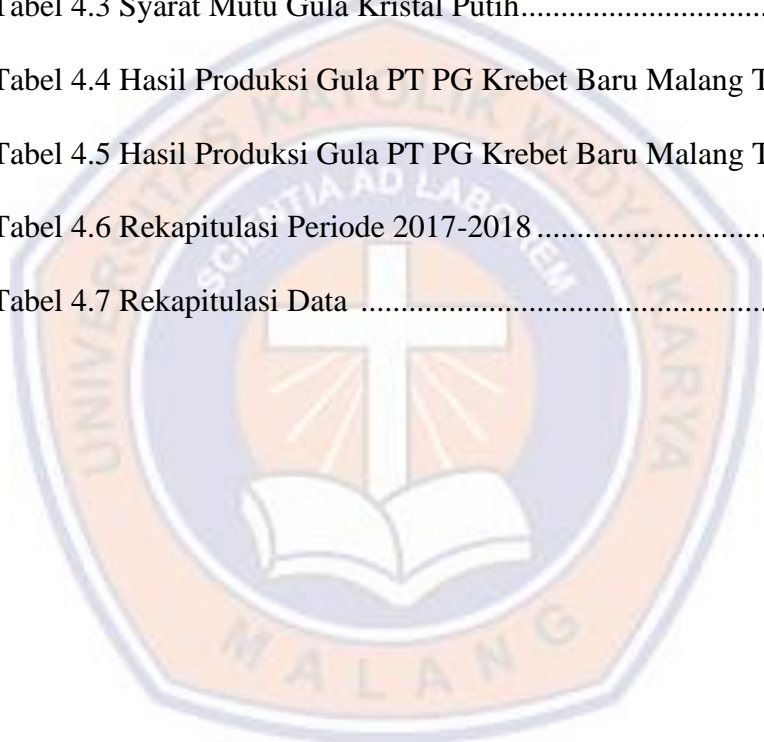 Tabel 4.3 Syarat Mutu Gula Kristal Putih...............................
Tabel 4.4 Hasil Produksi Gula PT PG Krebet Baru Malang T
Tabel 4.5 Hasil Produksi Gula PT PG Krebet Baru Malang T
Tabel 4.6 Rekapitulasi Periode 2017-2018.............................
Tabel 4.7 Rekapitulasi Data ...................................................
UNIVERSITAS KATOLIK WIDYA KARYA
SCIENTIA AD LABOREM
MALANG